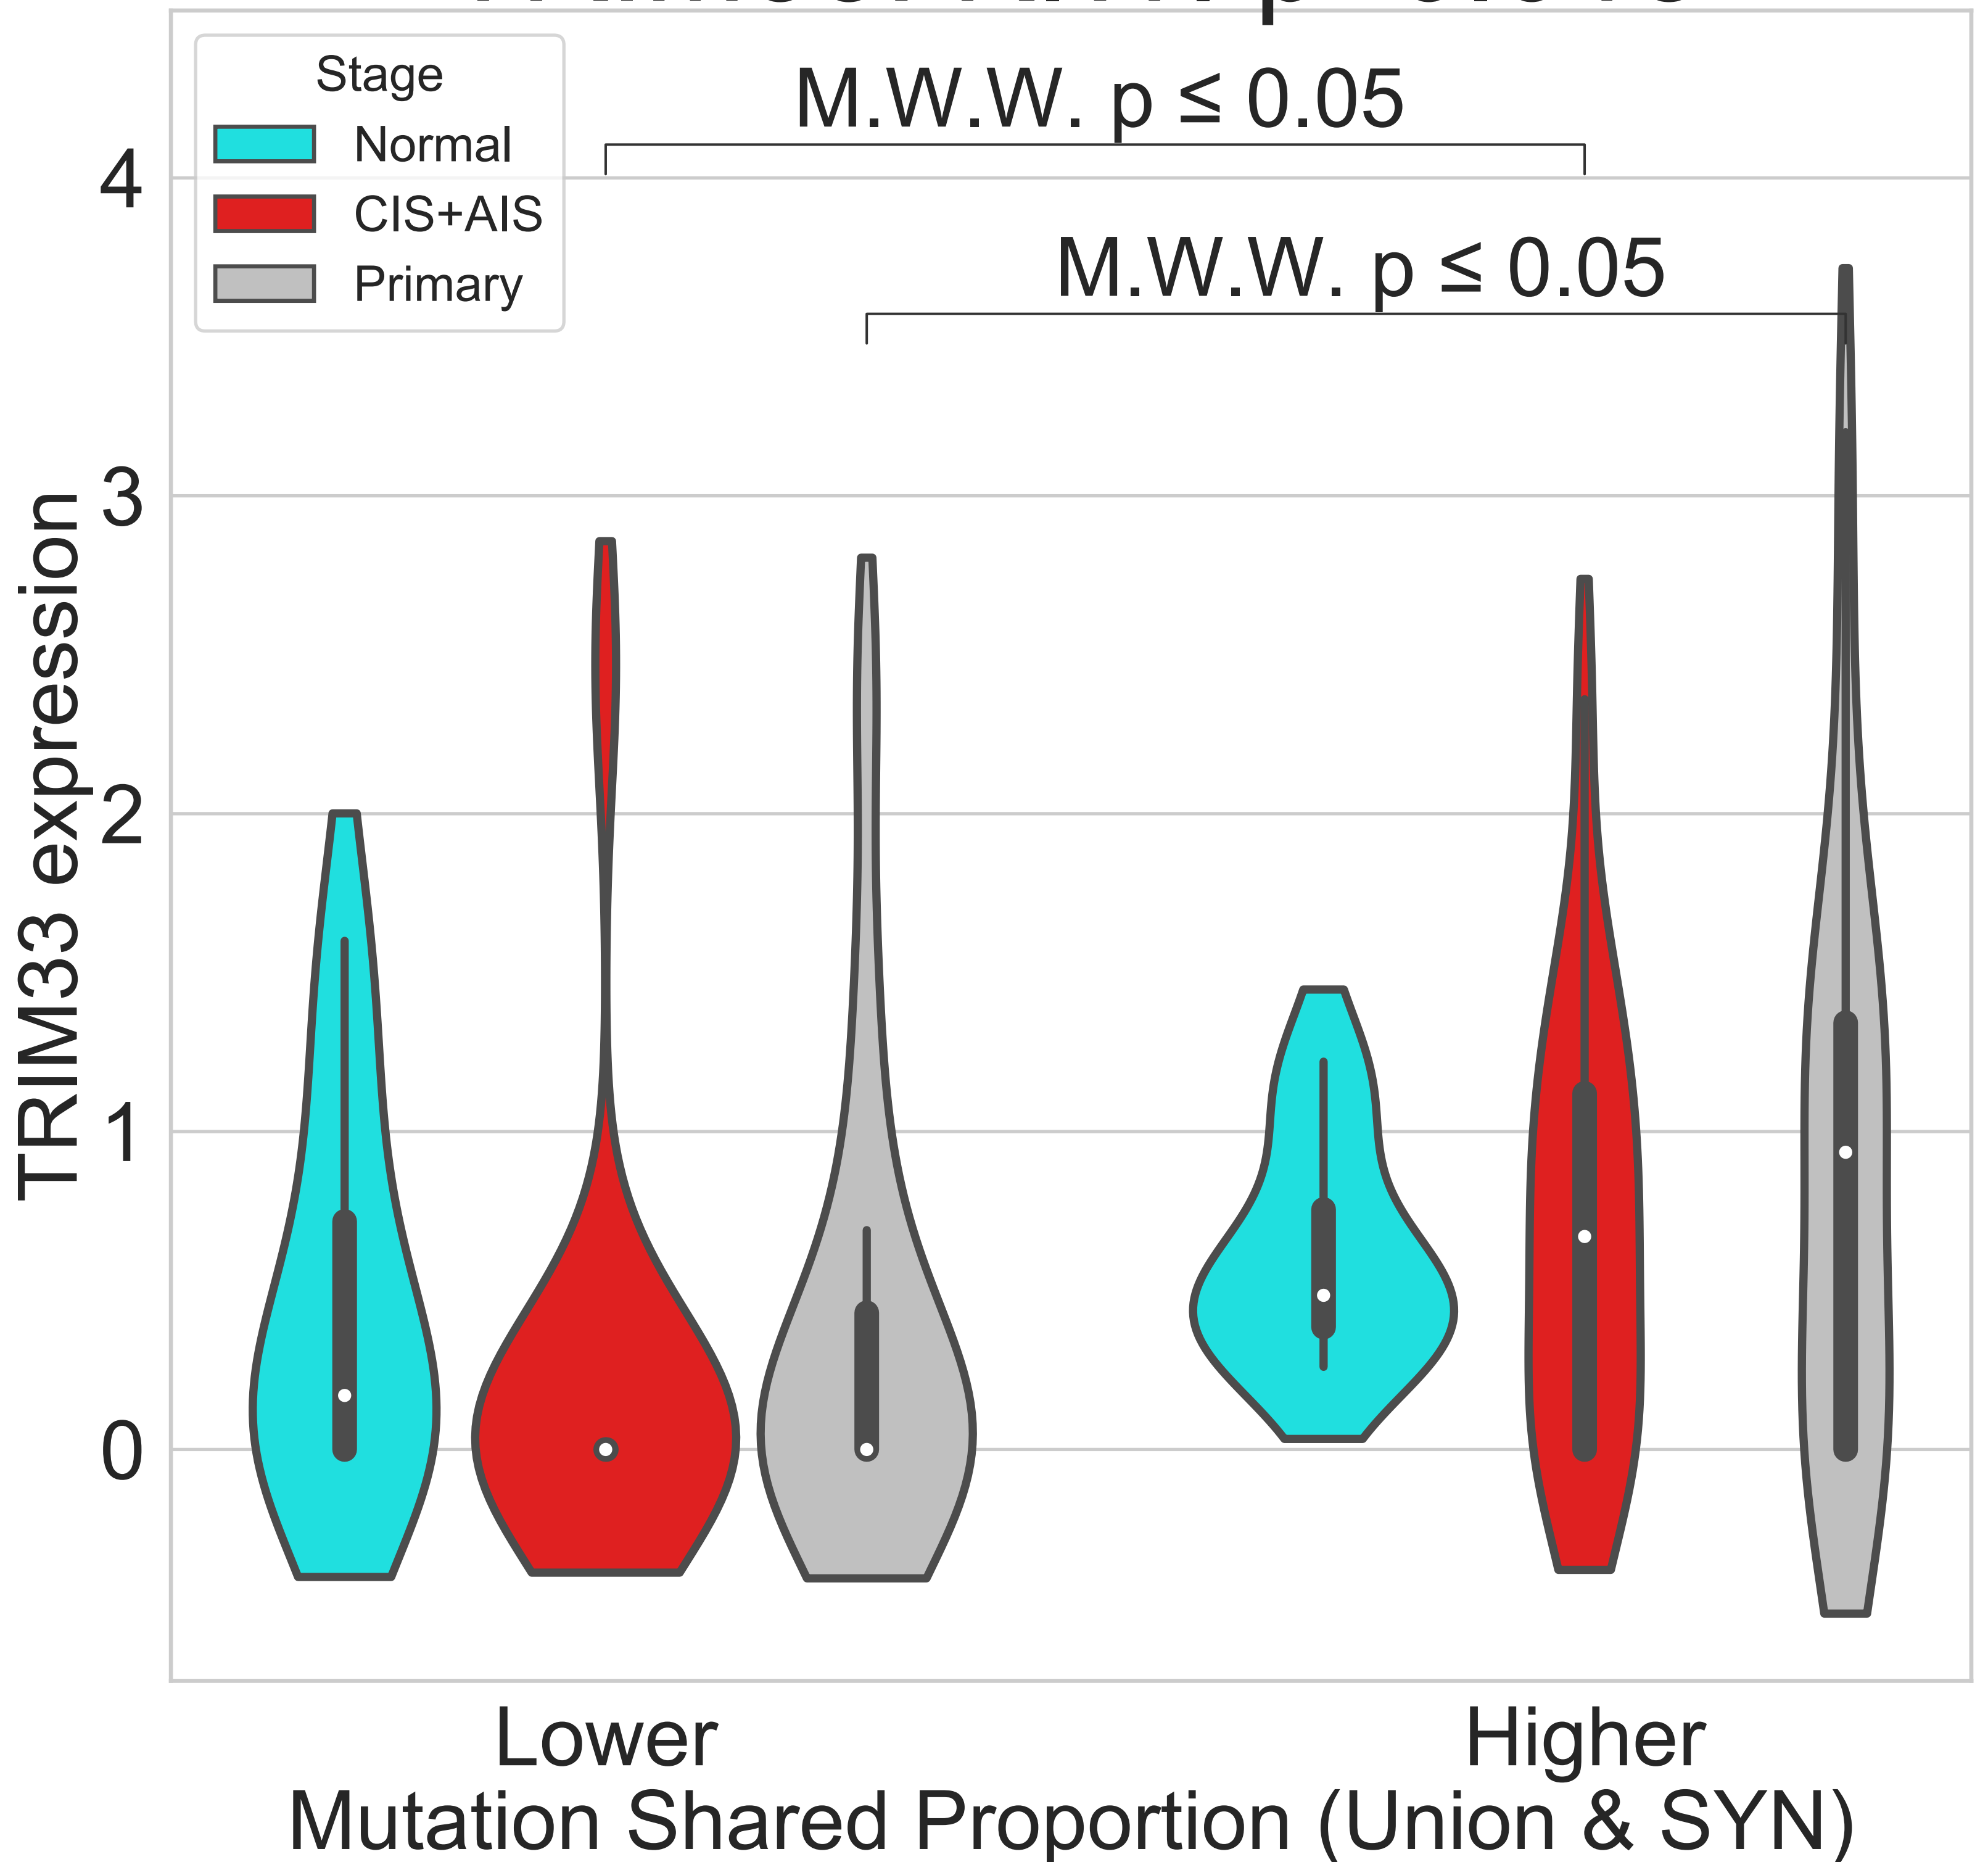 Stage
Normal
CIS+AIS
Primary
M.W.W. p ≤ 0.05
M.W.W. p ≤ 0.05
4
3
2
1
0
TRIM33 expression
Lower
Higher
Mutation Shared Proportion (Union & SYN)